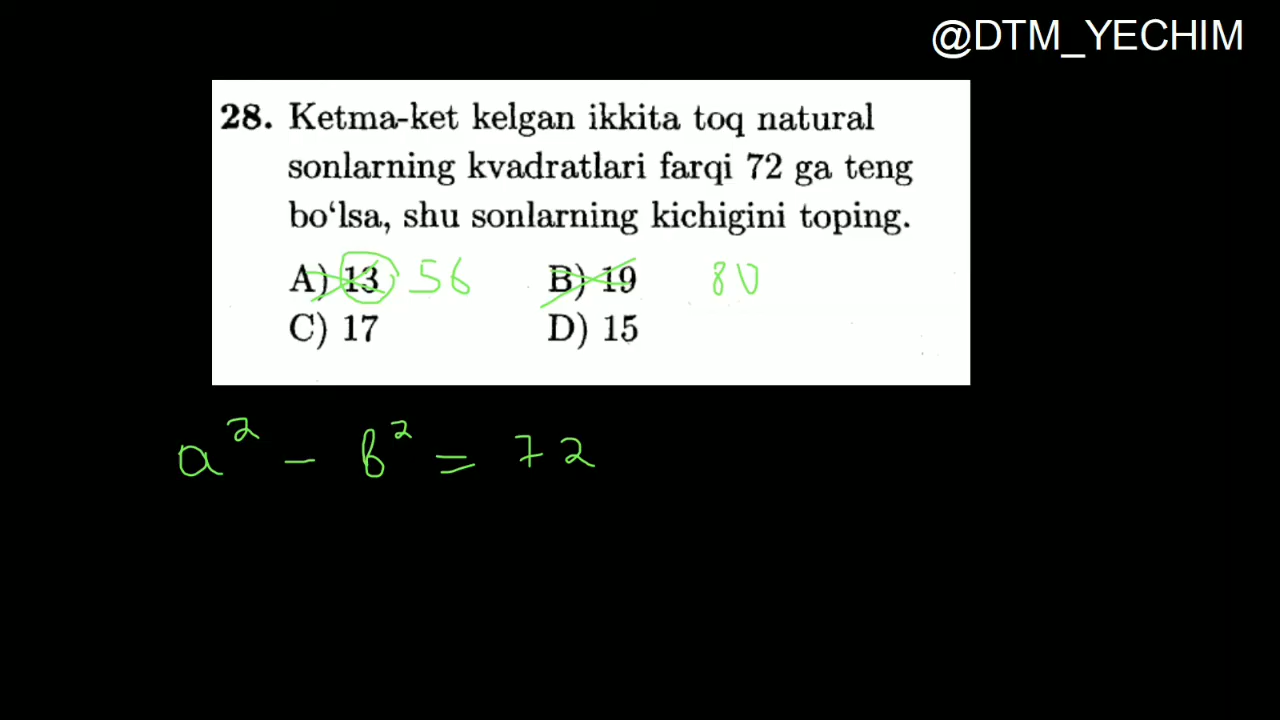 @DTM_YECHIM
28. Ketma-ket kelgan ikkita toq natural
sonlarning kvadratlari farqi 72 ga teng
bo‘lsa, shu sonlarning kichigini toping.
A) 13 56 B) 19 80
C) 17 D) 15
a² - b² = 72